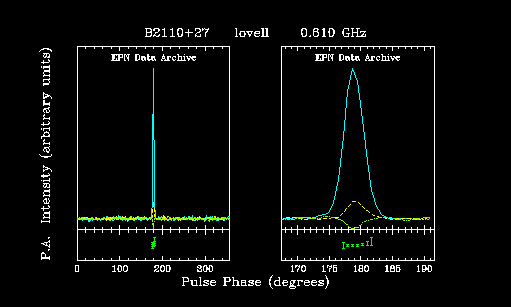 B2110+27 lovell 0.610 GHz
EPN Data Archive EPN Data Archive
P.A. Intensity (arbitrary units)
0 100 200 300 170 175 180 185 190
Pulse Phase (degrees)